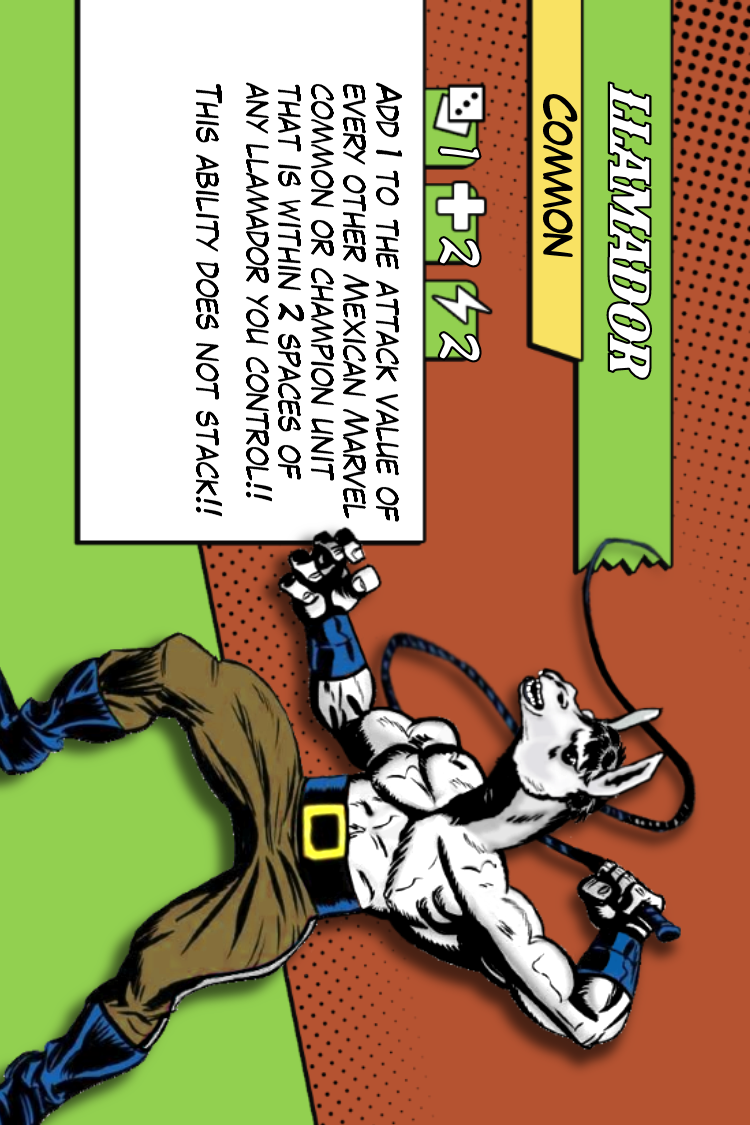 LLAMADOR
COMMON
1 2 2
ADD 1 TO THE ATTACK VALUE OF
EVERY OTHER MEXICAN MARVEL
COMMON OR CHAMPION UNIT
THAT IS WITHIN 2 SPACES OF
ANY LLAMADOR YOU CONTROL!!
THIS ABILITY DOES NOT STACK!!